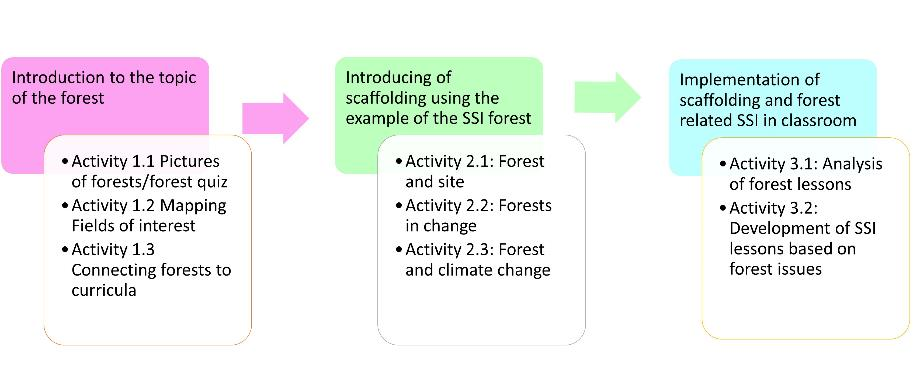 Introduction to the topic
of the forest
• Activity 1.1 Pictures
of forests/forest quiz
• Activity 1.2 Mapping
Fields of interest
• Activity 1.3
Connecting forests to
curricula
Introducing of
scaffolding using the
example of the SSI forest
• Activity 2.1: Forest
and site
• Activity 2.2: Forests
in change
• Activity 2.3: Forest
and climate change
Implementation of
scaffolding and forest
related SSI in classroom
• Activity 3.1: Analysis
of forest lessons
• Activity 3.2:
Development of SSI
lessons based on
forest issues